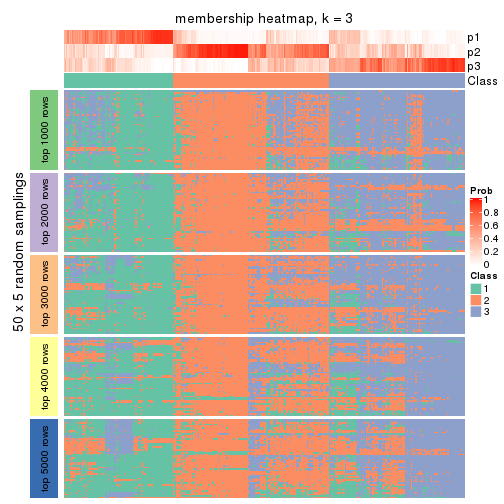 membership heatmap, k = 3
p1
p2
p3
Class
50 x 5 random samplings
top 1000 rows
top 2000 rows
top 3000 rows
top 4000 rows
top 5000 rows
Prob
1
0.8
0.6
0.4
0.2
0
Class
1
2
3